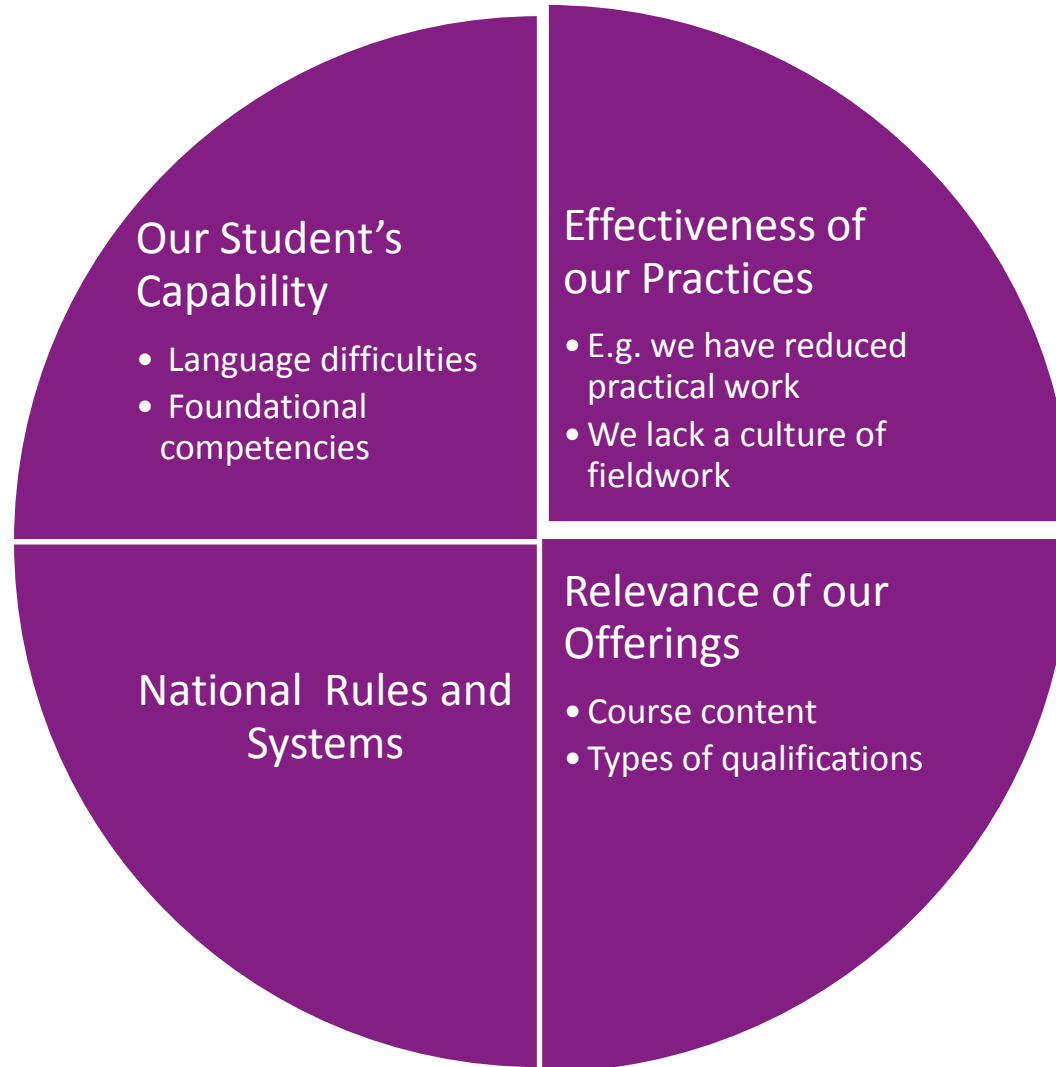 Our Student’s
Capability
• Language difficulties
• Foundational
competencies
Effectiveness of
our Practices
• E.g. we have reduced
practical work
• We lack a culture of
fieldwork
National  Rules and
Systems
Relevance of our
Offerings
• Course content
• Types of qualifications